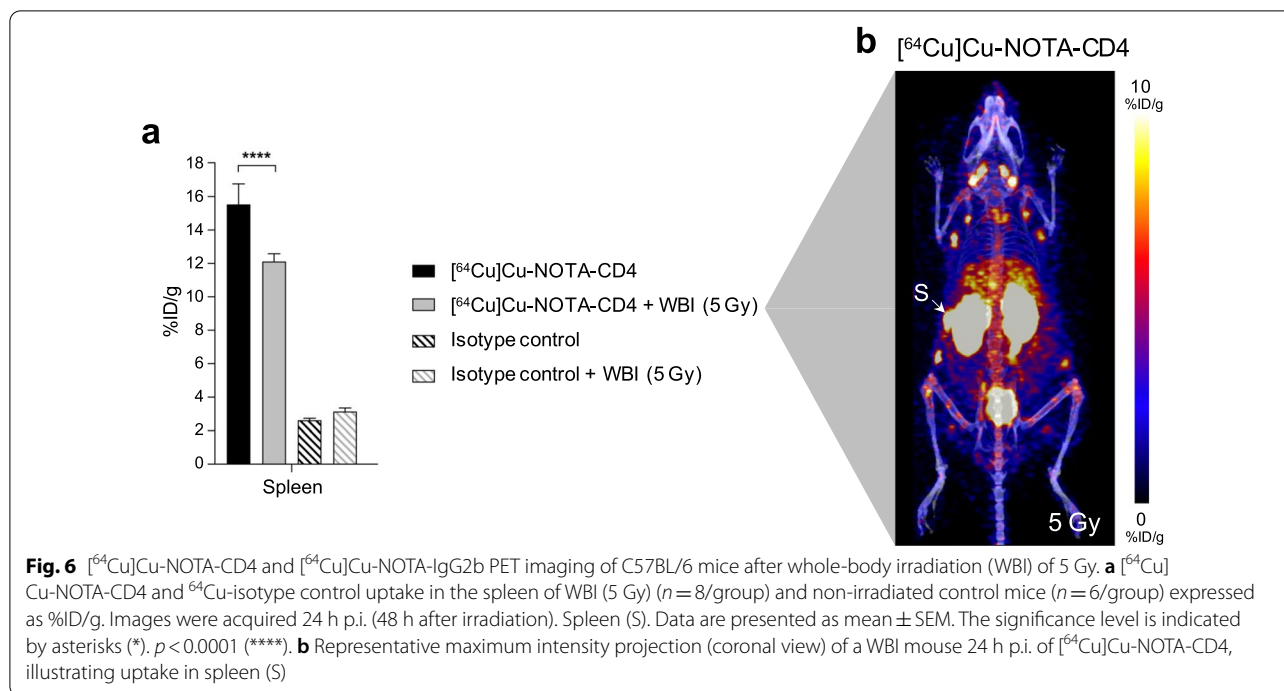 a
****
18
16
14
12
10
8
6
4
2
0
%ID/g
Spleen
[⁶⁴Cu]Cu-NOTA-CD4
[⁶⁴Cu]Cu-NOTA-CD4 + WBI (5 Gy)
Isotype control
Isotype control + WBI (5 Gy)
b
[⁶⁴Cu]Cu-NOTA-CD4
S
5 Gy
10
%ID/g
0
%ID/g
Fig. 6 [⁶⁴Cu]Cu-NOTA-CD4 and [⁶⁴Cu]Cu-NOTA-IgG2b PET imaging of C57BL/6 mice after whole-body irradiation (WBI) of 5 Gy. a [⁶⁴Cu]
Cu-NOTA-CD4 and ⁶⁴Cu-isotype control uptake in the spleen of WBI (5 Gy) (n = 8/group) and non-irradiated control mice (n = 6/group) expressed
as %ID/g. Images were acquired 24 h p.i. (48 h after irradiation). Spleen (S). Data are presented as mean ± SEM. The significance level is indicated
by asterisks (*). p < 0.0001 (****). b Representative maximum intensity projection (coronal view) of a WBI mouse 24 h p.i. of [⁶⁴Cu]Cu-NOTA-CD4,
illustrating uptake in spleen (S)